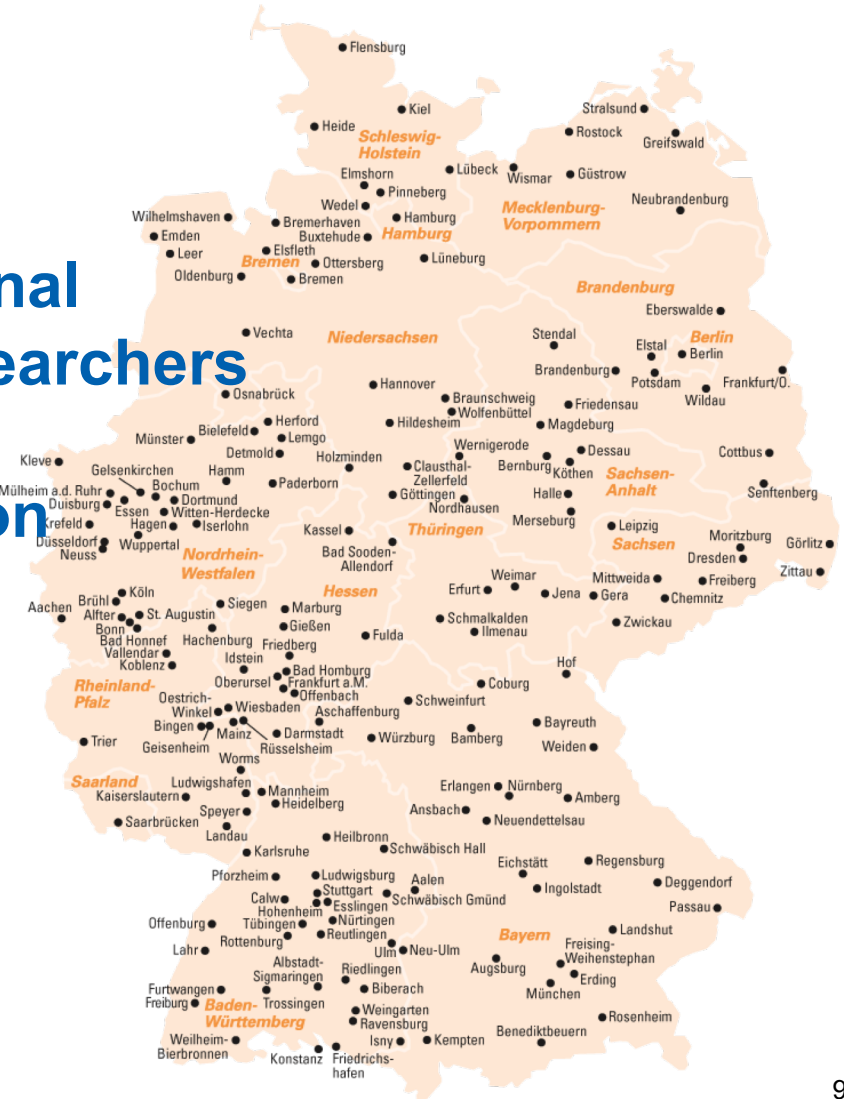 Flensburg
Kiel
Stralsund
Heide
Rostock
Greifswald
Schleswig-
Holstein
Elmshorn
Lübeck
Wismar
Güstrow
Pinneberg
Neubrandenburg
Wedel
Mecklenburg-
Vorpommern
Wilhelmshaven
Bremerhaven
Hamburg
Emden
Buxtehude
Hamburg
Leer
Elsfleth
Bremen
Ottersberg
Lüneburg
Oldenburg
Bremen
nal
Brandenburg
Eberswalde
Vechta
Niedersachsen
Stendal
Elstal
Berlin
Berlin
earchers
Brandenburg
Potsdam
Frankfurt/O.
Hannover
Wildau
Osnabrück
Braunschweig
Wolfenbüttel
Friedensau
Herford
Hildesheim
Magdeburg
Bielefeld
Münster
Lemgo
Detmold
Holzminden
Wernigerode
Dessau
Cottbus
Kleve
Gelsenkirchen
Hamm
Clausthal-
Zellerfeld
Bernburg
Köthen
Sachsen-
Anhalt
Bochum
Paderborn
Mülheim a.d. Ruhr
Göttingen
Halle
Senftenberg
Duisburg
Dortmund
Nordhausen
Essen
Witten-Herdecke
on
Krefeld
Hagen
Iserlohn
Merseburg
Leipzig
Kassel
Thüringen
Moritzburg
Düsseldorf
Wuppertal
Sachsen
Görlitz
Neuss
Nordrhein-
Westfalen
Bad Sooden-
Allendorf
Dresden
Weimar
Mittweida
Zittau
Hessen
Erfurt
Freiberg
Köln
Jena
Gera
Chemnitz
Brühl
Siegen
Aachen
Marburg
Alfter
St. Augustin
Schmalkalden
Zwickau
Bonn
Gießen
Ilmenau
Bad Honnef
Hachenburg
Fulda
Vallendar
Friedberg
Koblenz
Idstein
Hof
Bad Homburg
Oberursel
Frankfurt a.M.
Coburg
Rheinland-
Pfalz
Offenbach
Oestrich-
Winkel
Schweinfurt
Wiesbaden
Aschaffenburg
Bingen
Mainz
Darmstadt
Bayreuth
Trier
Würzburg
Bamberg
Geisenheim
Rüsselsheim
Weiden
Worms
Saarland
Ludwigshafen
Erlangen
Nürnberg
Kaiserslautern
Mannheim
Amberg
Heidelberg
Speyer
Ansbach
Saarbrücken
Neuendettelsau
Landau
Heilbronn
Karlsruhe
Schwäbisch Hall
Eichstätt
Regensburg
Pforzheim
Ludwigsburg
Aalen
Deggendorf
Stuttgart
Ingolstadt
Calw
Schwäbisch Gmünd
Esslingen
Passau
Hohenheim
Offenburg
Tübingen
Nürtingen
Landshut
Rottenburg
Reutlingen
Bayern
Lahr
Ulm
Neu-Ulm
Freising-
Weihenstephan
Albstadt-
Sigmaringen
Riedlingen
Augsburg
Erding
Furtwangen
Biberach
München
Freiburg
Trossingen
Baden-
Württemberg
Weingarten
Ravensburg
Rosenheim
Weilheim-
Bierbronnen
Isny
Kempten
Benediktbeuern
Konstanz
Friedrichs-
hafen
9